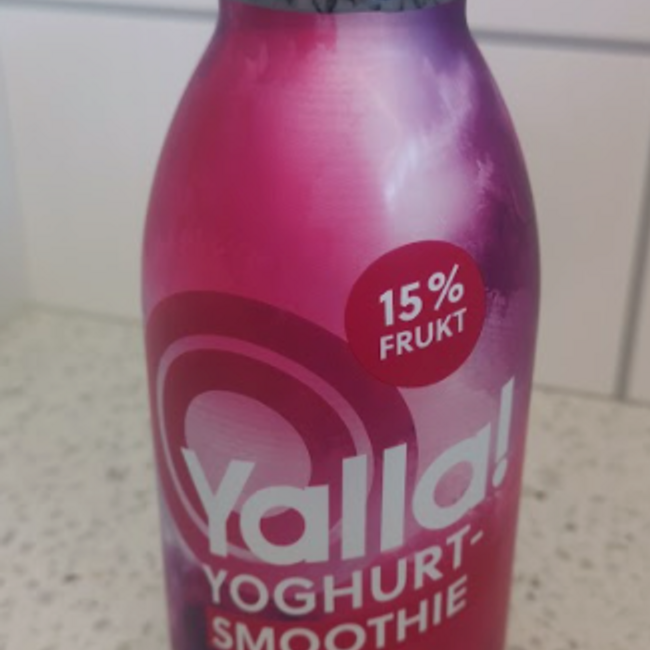 15%
FRUKT
Yalla!
YOGHURT-
SMOOTHIE